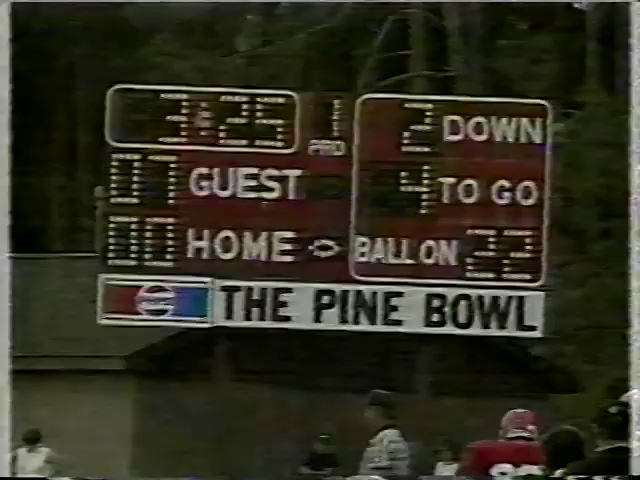 3:25 1 2 DOWN
PRD
07 GUEST 4 TO GO
00 HOME BALL ON 22
THE PINE BOWL